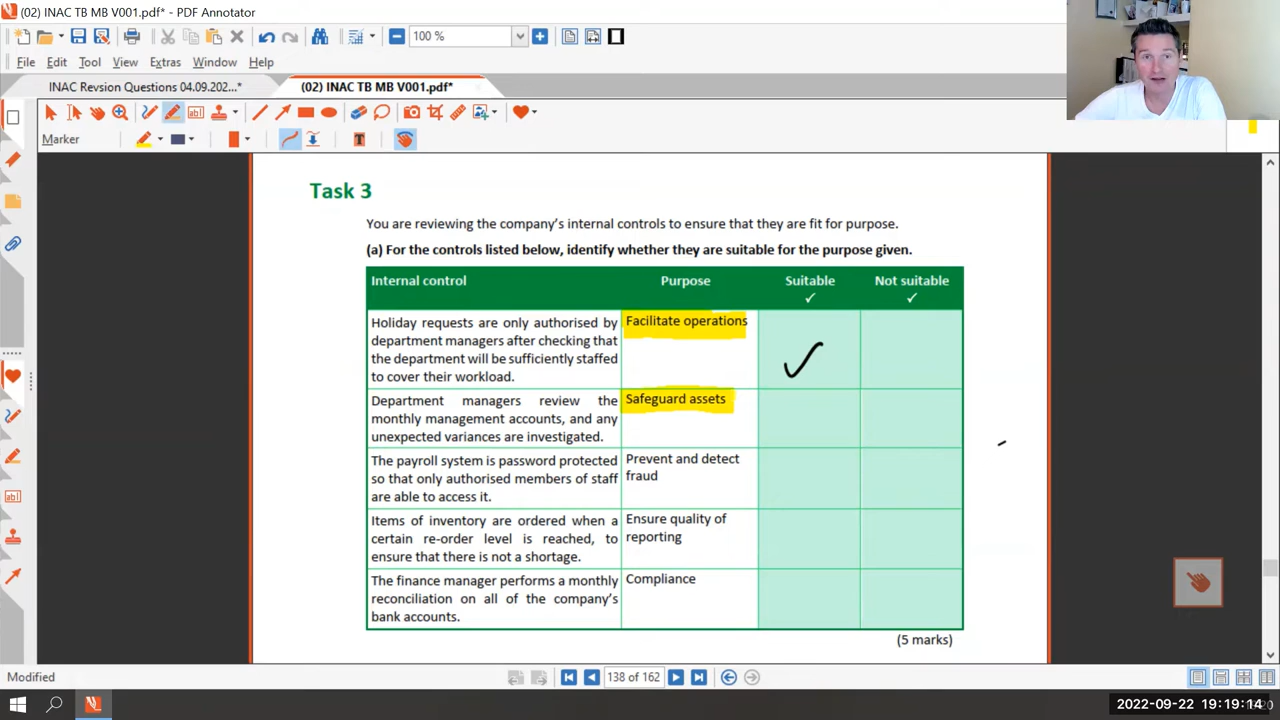 (02) INAC TB MB V001.pdf* - PDF Annotator
100 %
File Edit Tool View Extras Window Help
INAC Revsion Questions 04.09.202...* (02) INAC TB MB V001.pdf*
Marker
Task 3
You are reviewing the company's internal controls to ensure that they are fit for purpose.
(a) For the controls listed below, identify whether they are suitable for the purpose given.
Internal control Purpose Suitable Not suitable
✓ ✓
Holiday requests are only authorised by
department managers after checking that
the department will be sufficiently staffed
to cover their workload.
Facilitate operations
✓
Department managers review the
monthly management accounts, and any
unexpected variances are investigated.
Safeguard assets
The payroll system is password protected
so that only authorised members of staff
are able to access it.
Prevent and detect
fraud
Items of inventory are ordered when a
certain re-order level is reached, to
ensure that there is not a shortage.
Ensure quality of
reporting
The finance manager performs a monthly
reconciliation on all of the company's
bank accounts.
Compliance
(5 marks)
Modified
138 of 162
2022-09-22 19:19:14